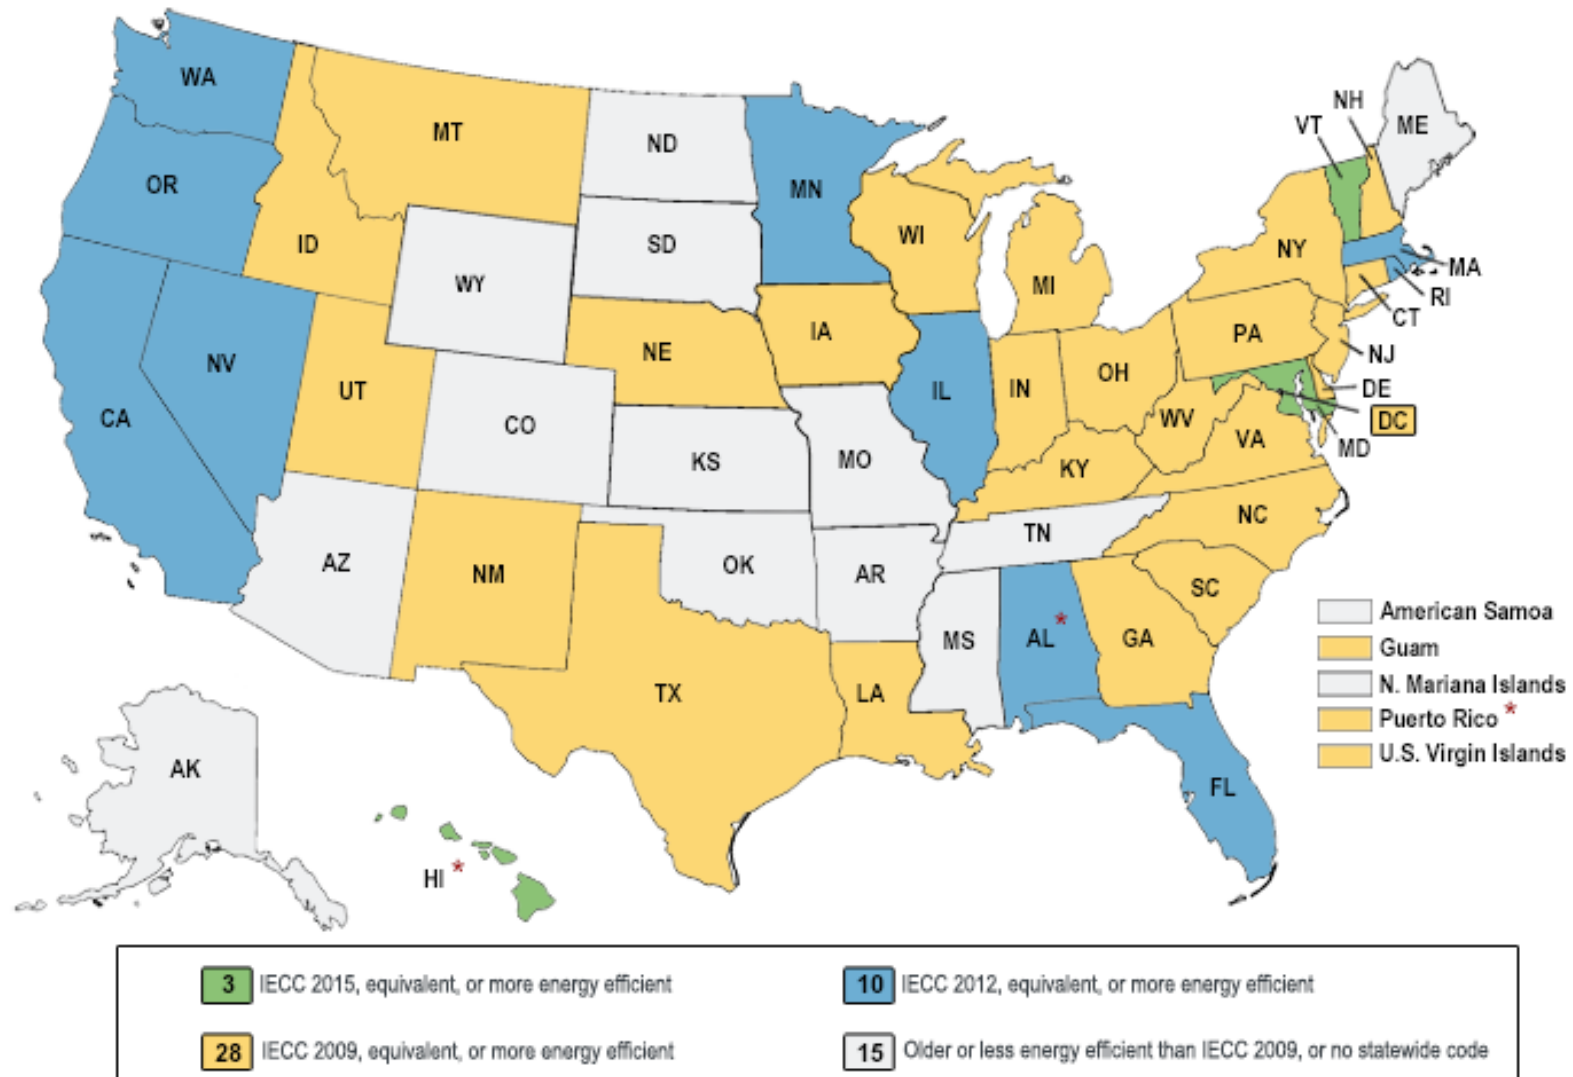 WA
NH
VT
ME
MT
ND
OR
MN
ID
SD
WI
NY
MA
WY
MI
RI
CT
IA
PA
NV
NE
NJ
UT
OH
IL
IN
DE
CA
CO
WV
DC
KS
MO
VA
MD
KY
NC
TN
AZ
NM
OK
AR
SC
American Samoa
MS
AL *
GA
Guam
TX
LA
N. Mariana Islands
Puerto Rico *
U.S. Virgin Islands
AK
FL
HI *
3 IECC 2015, equivalent, or more energy efficient
10 IECC 2012, equivalent, or more energy efficient
28 IECC 2009, equivalent, or more energy efficient
15 Older or less energy efficient than IECC 2009, or no statewide code